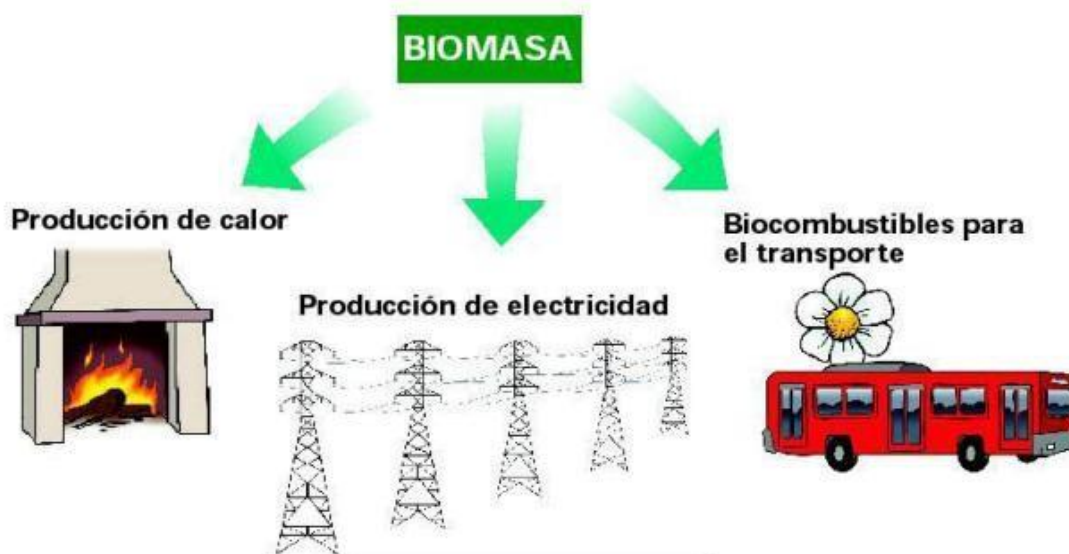 BIOMASA
Producción de calor
Producción de electricidad
Biocombustibles para
el transporte